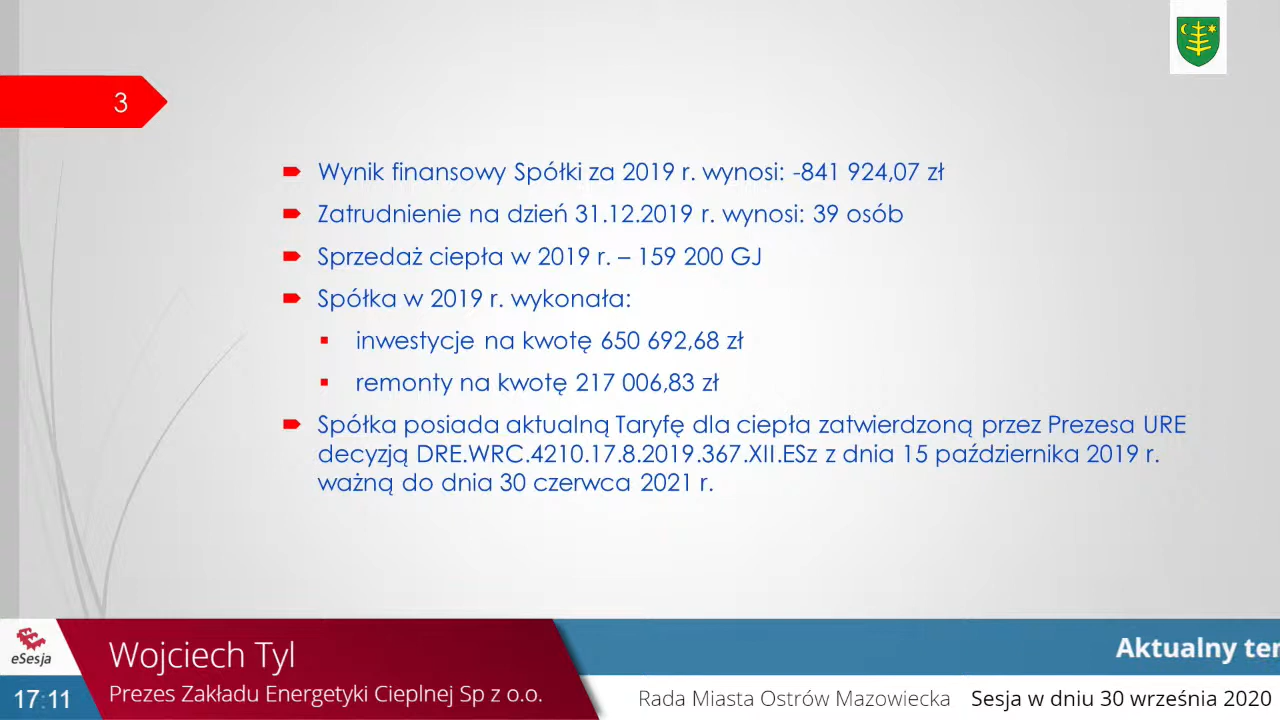 3
Wynik finansowy Spółki za 2019 r. wynosi: -841 924,07 zł
Zatrudnienie na dzień 31.12.2019 r. wynosi: 39 osób
Sprzedaż ciepła w 2019 r. – 159 200 GJ
Spółka w 2019 r. wykonała:
inwestycje na kwotę 650 692,68 zł
remonty na kwotę 217 006,83 zł
Spółka posiada aktualną Taryfę dla ciepła zatwierdzoną przez Prezesa URE
decyzją DRE.WRC.4210.17.8.2019.367.XII.ESz z dnia 15 października 2019 r.
ważną do dnia 30 czerwca 2021 r.
eSesja
Wojciech Tyl
Aktualny ter
17:11
Prezes Zakładu Energetyki Cieplnej Sp z o.o.
Rada Miasta Ostrów Mazowiecka Sesja w dniu 30 września 2020